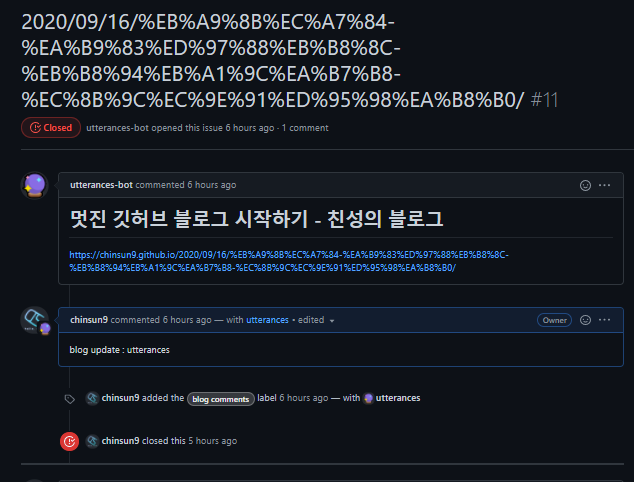 2020/09/16/%EB%A9%8B%EC%A7%84-
%EA%B9%83%ED%97%88%EB%B8%8C-
%EB%B8%94%EB%A1%9C%EA%B7%B8-
%EC%8B%9C%EC%9E%91%ED%95%98%EA%B8%B0/ #11
Closed utterances-bot opened this issue 6 hours ago · 1 comment
utterances-bot commented 6 hours ago
멋진 깃허브 블로그 시작하기 - 친성의 블로그
https://chinsun9.github.io/2020/09/16/%EB%A9%8B%EC%A7%84-%EA%B9%83%ED%97%88%EB%B8%8C-
%EB%B8%94%EB%A1%9C%EA%B7%B8-%EC%8B%9C%EC%9E%91%ED%95%98%EA%B8%B0/
chinsun9 commented 6 hours ago — with utterances • edited Owner
blog update : utterances
chinsun9 added the blog comments label 6 hours ago — with utterances
chinsun9 closed this 5 hours ago